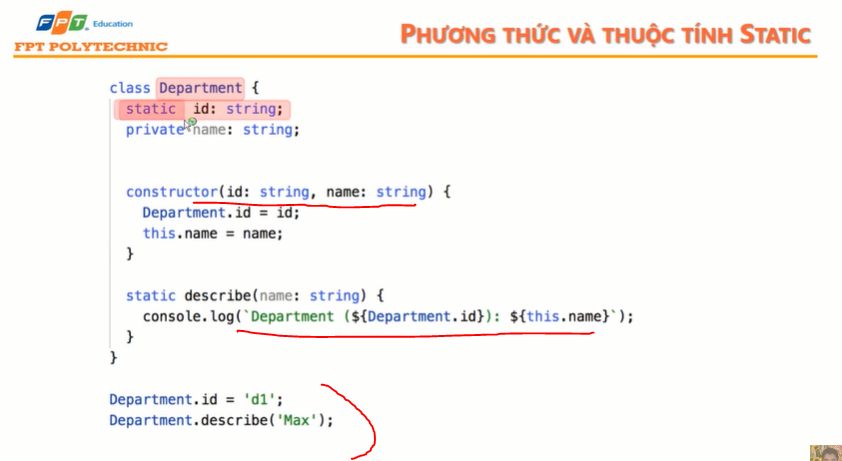 FPT Education
FPT POLYTECHNIC
PHƯƠNG THỨC VÀ THUỘC TÍNH STATIC
class Department {
static id: string;
private name: string;
constructor(id: string, name: string) {
Department.id = id;
this.name = name;
}
static describe(name: string) {
console.log(`Department (${Department.id}): ${this.name}`);
}
}
Department.id = 'd1';
Department.describe('Max');